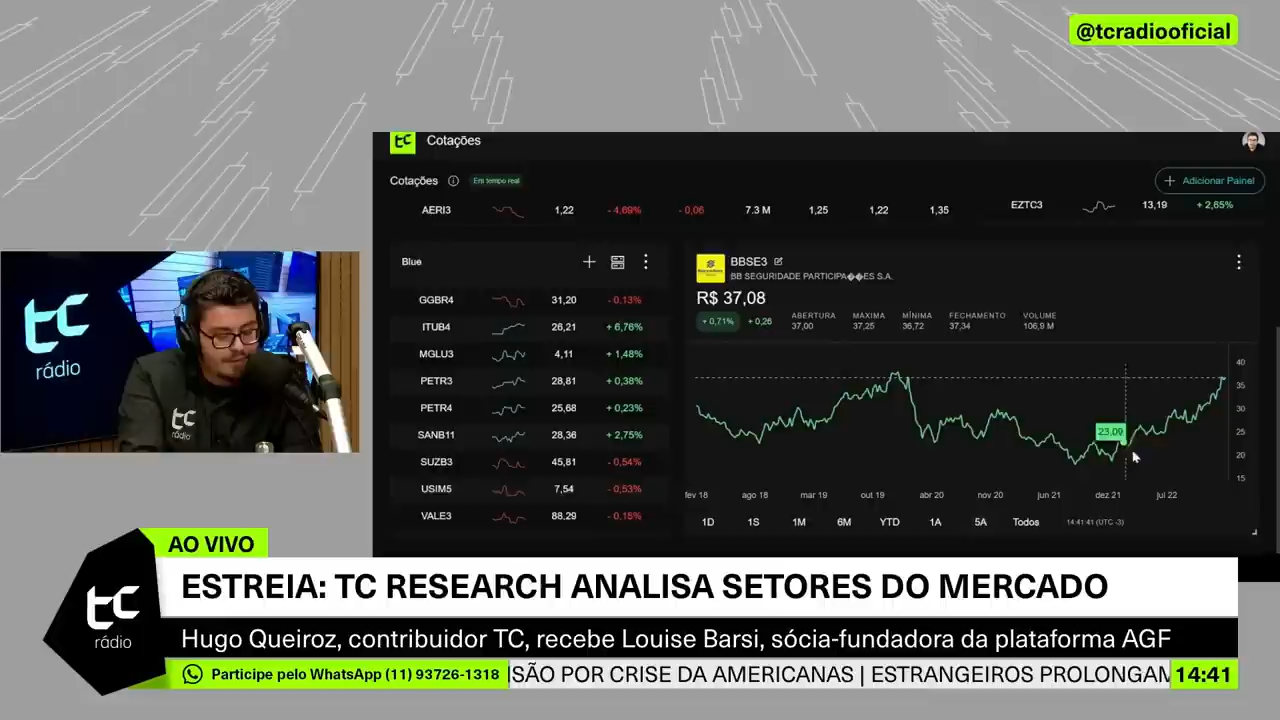 @tcradiooficial
tc Cotações
Cotações Em tempo real
Adicionar Painel
AERI3 1,22 - 4,69% - 0,06 7.3 M 1,25 1,22 1,35
EZTC3 13,19 + 2,65%
Blue
GGBR4 31,20 - 0,13%
ITUB4 26,21 + 6,76%
MGLU3 4,11 + 1,48%
PETR3 28,81 + 0,38%
PETR4 25,68 + 0,23%
SANB11 28,36 + 2,75%
SUZB3 45,81 - 0,54%
USIM5 7,54 - 0,53%
VALE3 88,29 - 0,15%
BBSE3
BB SEGURIDADE PARTICIPA��ES S.A.
R$ 37,08
+ 0,71% + 0,26
ABERTURA MÁXIMA MÍNIMA FECHAMENTO VOLUME
37,00 37,25 36,72 37,34 106,9 M
40
35
30
25
20
15
23,09
fev 18 ago 18 mar 19 out 19 abr 20 nov 20 jun 21 dez 21 jul 22
1D 1S 1M 6M YTD 1A 5A Todos 14:41:41 (UTC -3)
tc
rádio
tc
rádio
AO VIVO
ESTREIA: TC RESEARCH ANALISA SETORES DO MERCADO
tc
rádio
Hugo Queiroz, contribuidor TC, recebe Louise Barsi, sócia-fundadora da plataforma AGF
Participe pelo WhatsApp (11) 93726-1318
SÃO POR CRISE DA AMERICANAS | ESTRANGEIROS PROLONGAM
14:41